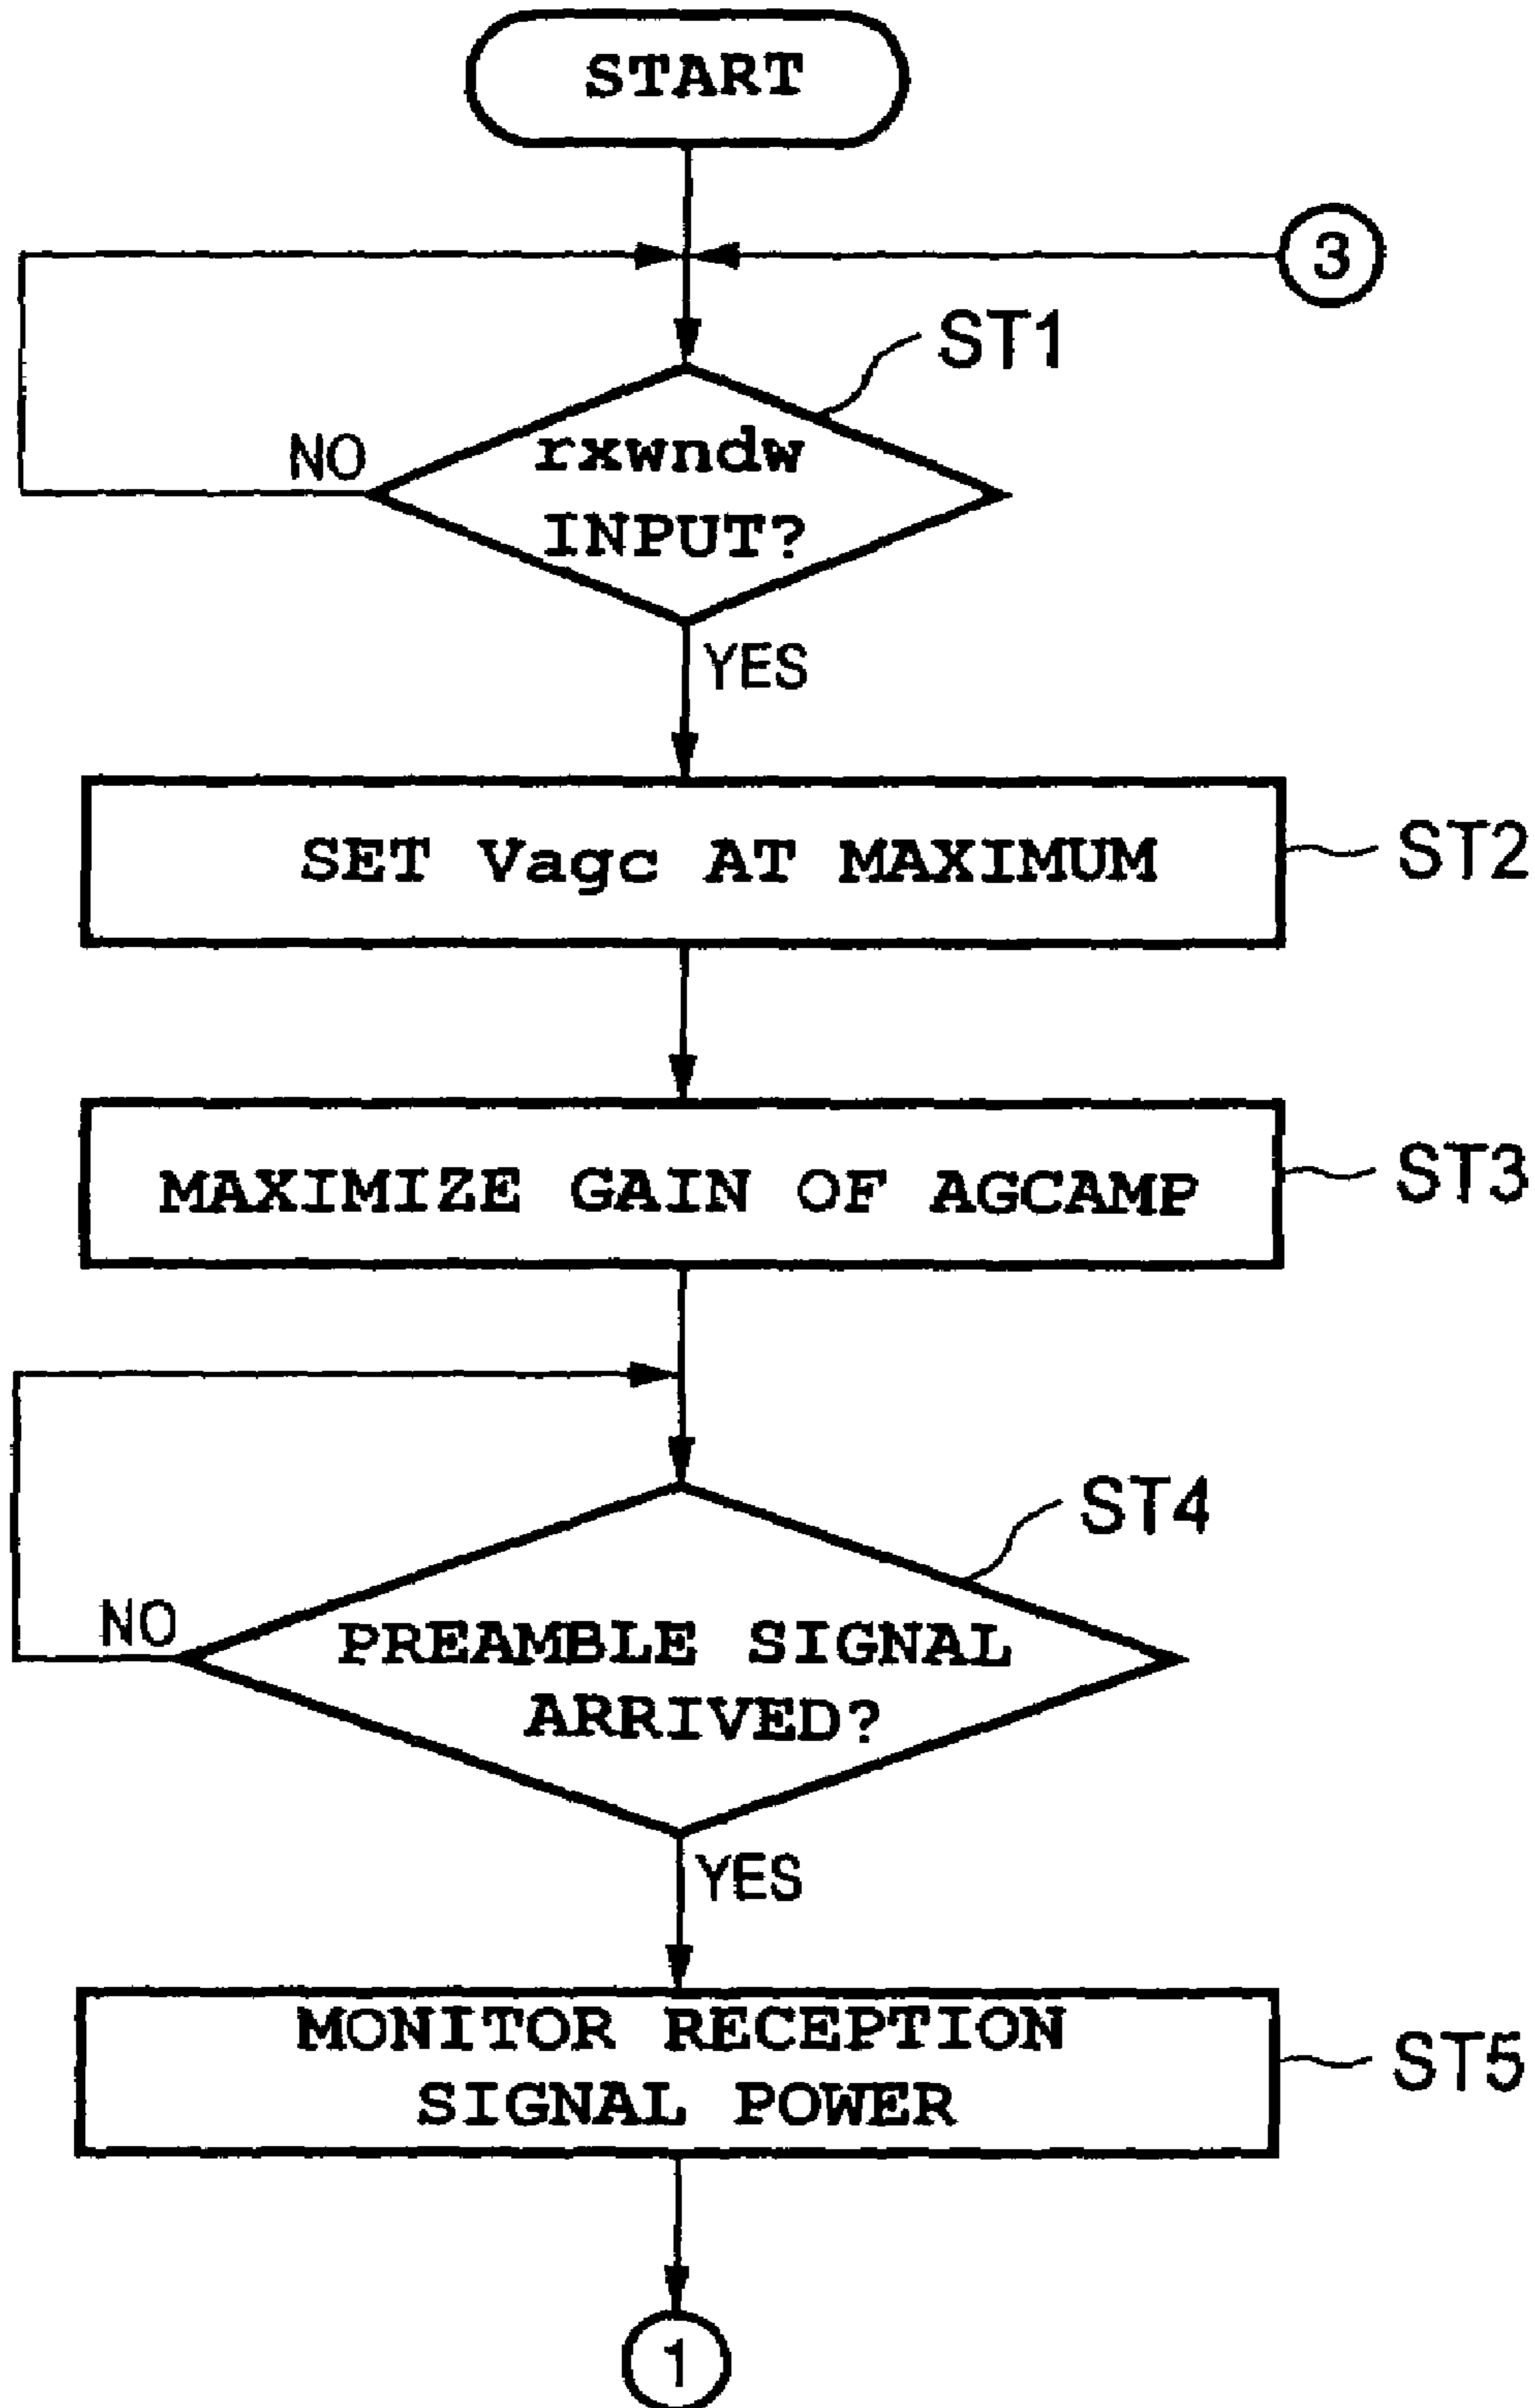 START
3
ST1
rxwndw
INPUT?
NO
YES
SET Vagc AT MAXIMUM
ST2
MAXIMIZE GAIN OF AGCAMP
ST3
ST4
NO
PREAMBLE SIGNAL
ARRIVED?
YES
MONITOR RECEPTION
SIGNAL POWER
ST5
1